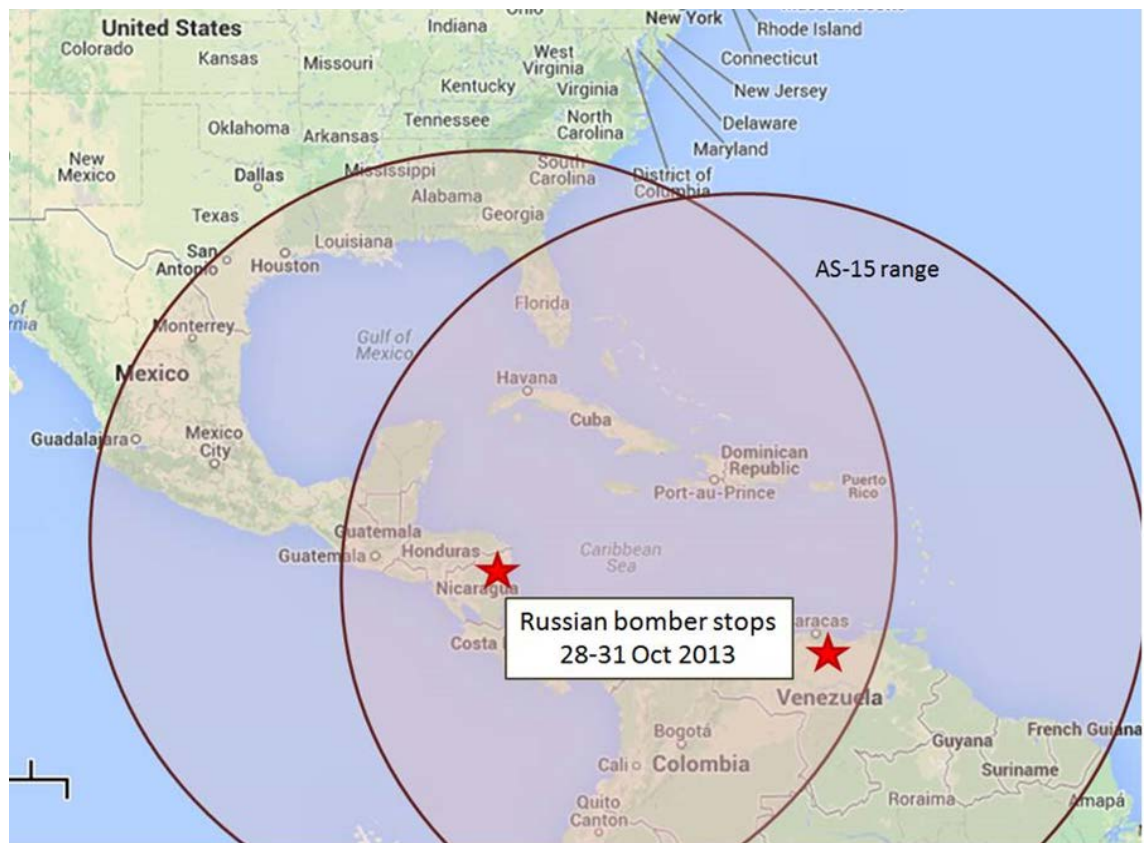 Ohio
New York
United States
Indiana
Rhode Island
Colorado
Kansas
Missouri
West
Virginia
Connecticut
Kentucky
Virginia
New Jersey
Oklahoma
Tennessee
North
Carolina
Delaware
Arkansas
Maryland
New
Mexico
Dallas
Mississippi
South
Carolina
District of
Columbia
Alabama
Texas
Georgia
San
Antonio
Louisiana
Houston
AS-15 range
Florida
of
Monterrey
Gulf of
Mexico
Mexico
Havana
Cuba
Guadalajara
Mexico
City
Dominican
Republic
Port-au-Prince
Puerto
Rico
Guatemala
Guatemala
Honduras
Caribbean
Sea
Nicaragua
Russian bomber stops
28-31 Oct 2013
aracas
Costa
Venezuela
Bogotá
Colombia
Cali
French Guiana
Guyana
Suriname
Roraima
Amapá
Quito
Canton